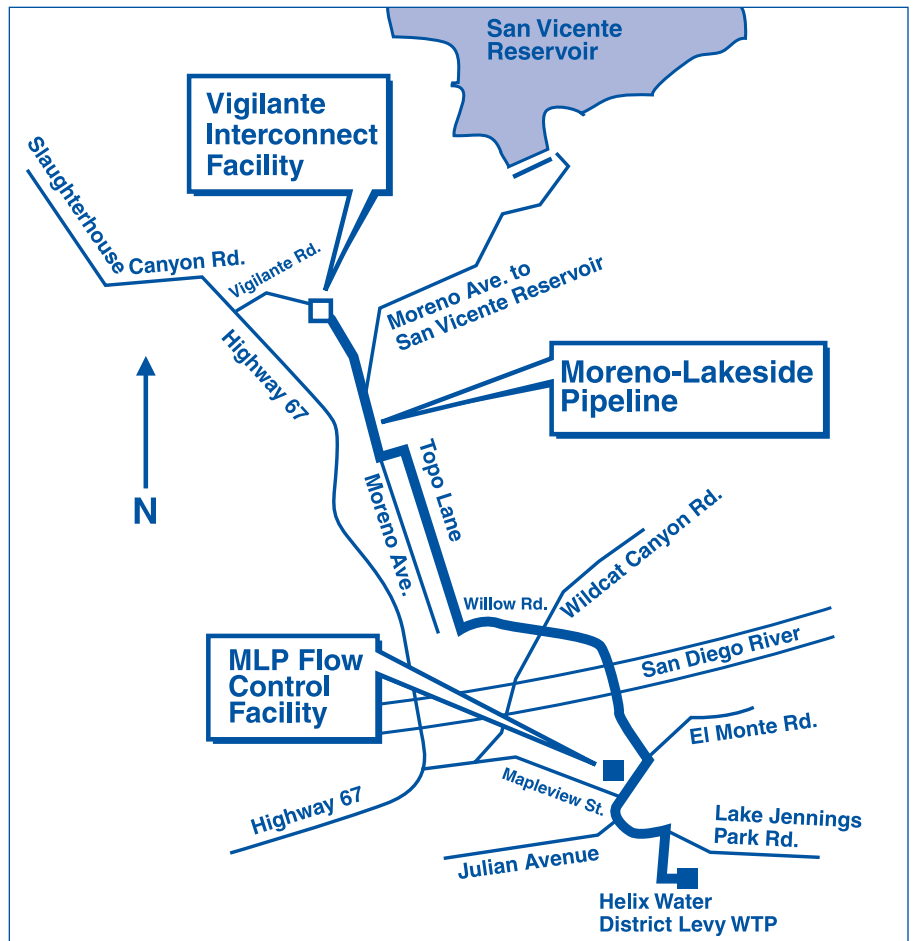 San Vicente
Reservoir
Vigilante
Interconnect
Facility
Slaughterhouse
Canyon Rd.
Vigilante Rd.
Moreno Ave. to
San Vicente Reservoir
Highway 67
Moreno-Lakeside
Pipeline
N
Topo Lane
Moreno Ave.
Wildcat Canyon Rd.
Willow Rd.
MLP Flow
Control
Facility
San Diego River
El Monte Rd.
Mapleview St.
Highway 67
Lake Jennings
Park Rd.
Julian Avenue
Helix Water
District Levy WTP